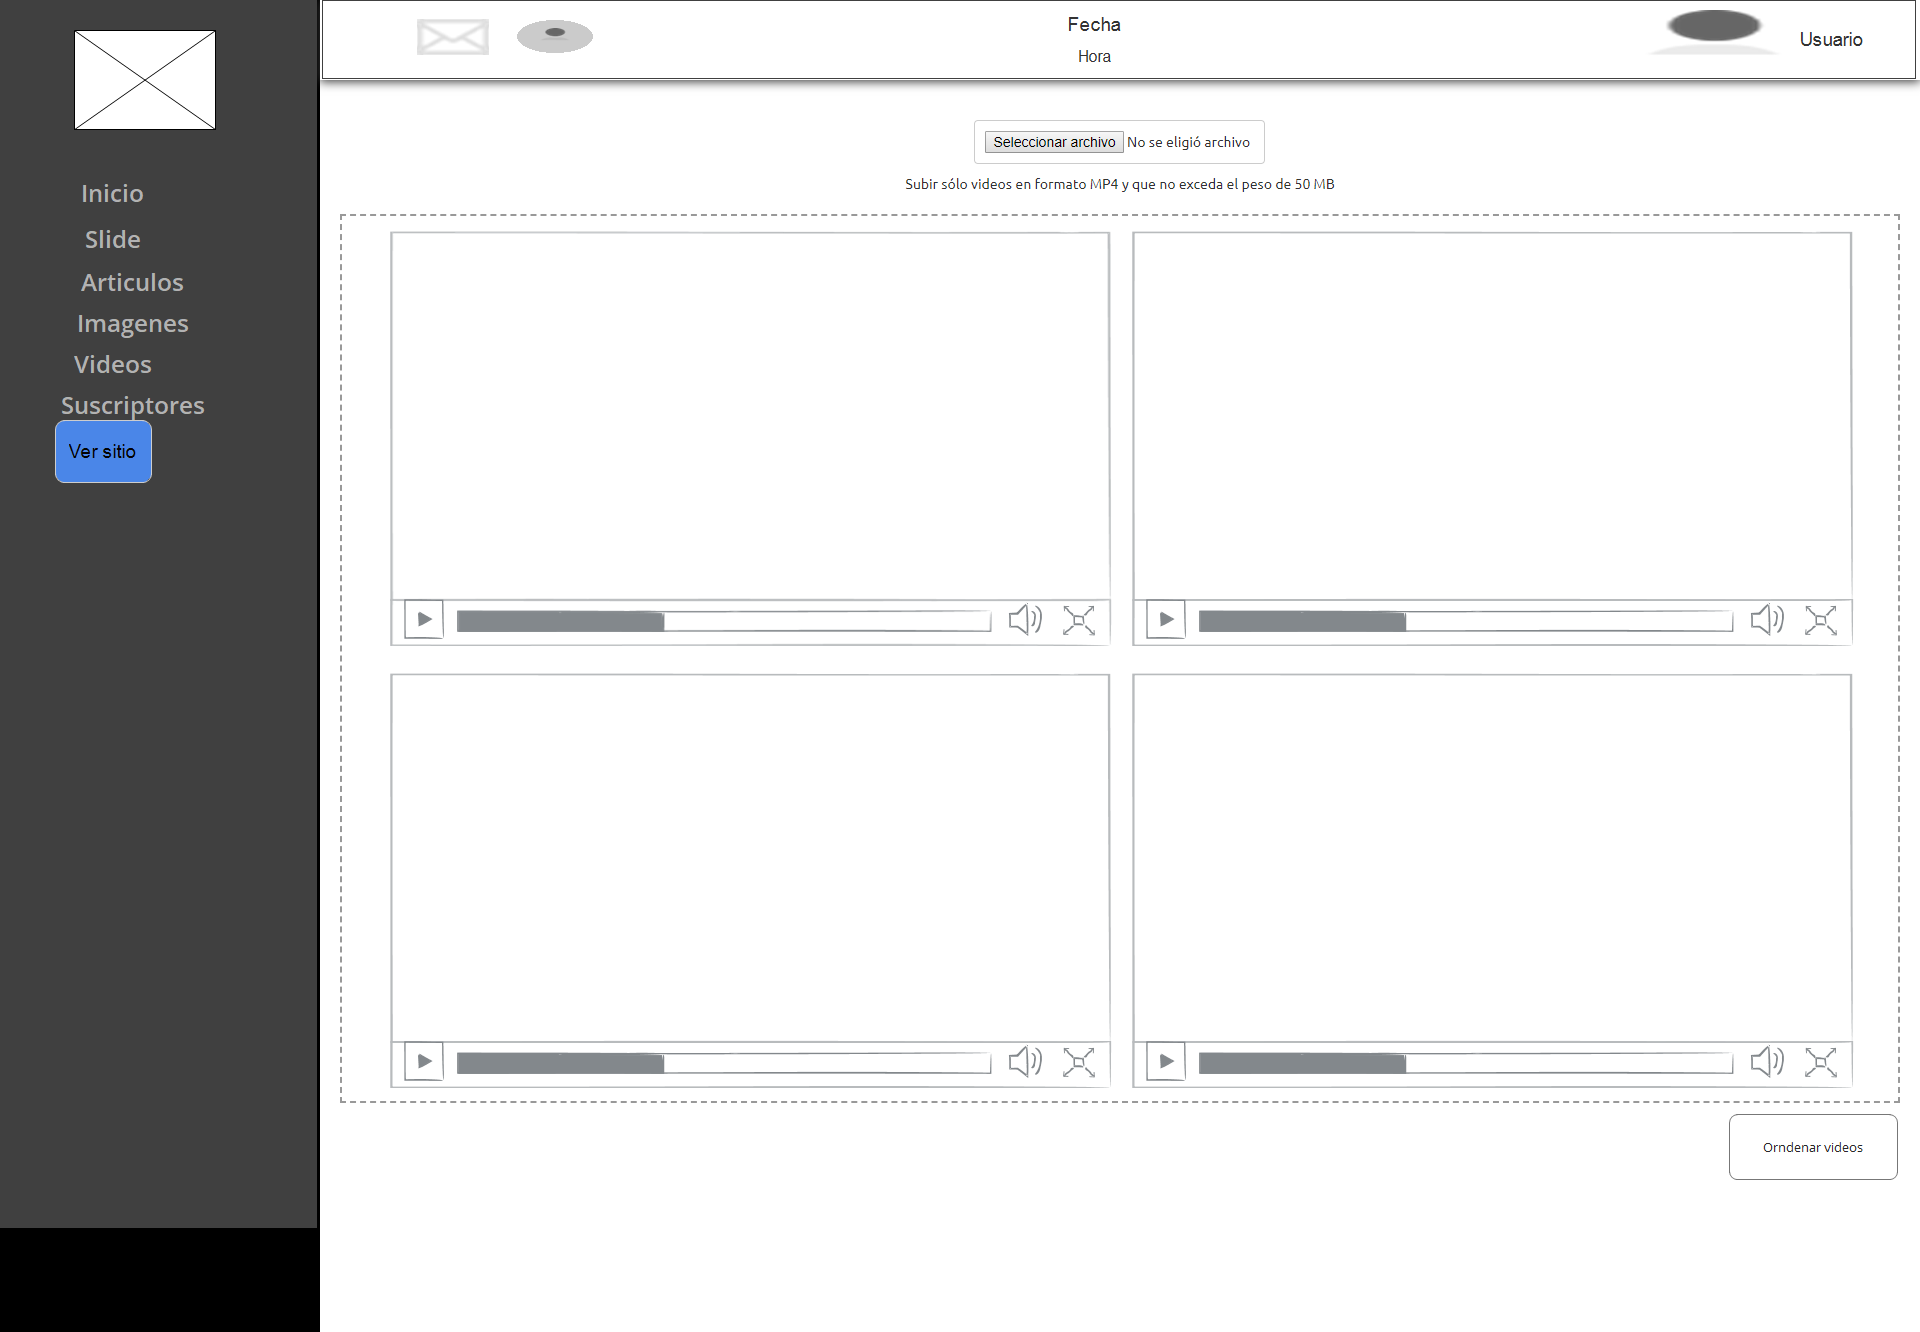 Inicio
Slide
Articulos
Imagenes
Videos
Suscriptores
Ver sitio
Fecha
Hora
Usuario
Seleccionar archivo No se eligió archivo
Subir sólo videos en formato MP4 y que no exceda el peso de 50 MB
Orndenar videos